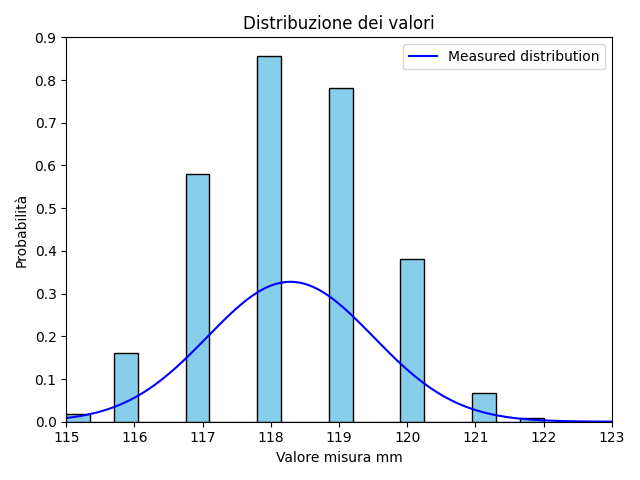 Distribuzione dei valori
Measured distribution
Probabilità
0.9
0.8
0.7
0.6
0.5
0.4
0.3
0.2
0.1
0.0
115 116 117 118 119 120 121 122 123
Valore misura mm